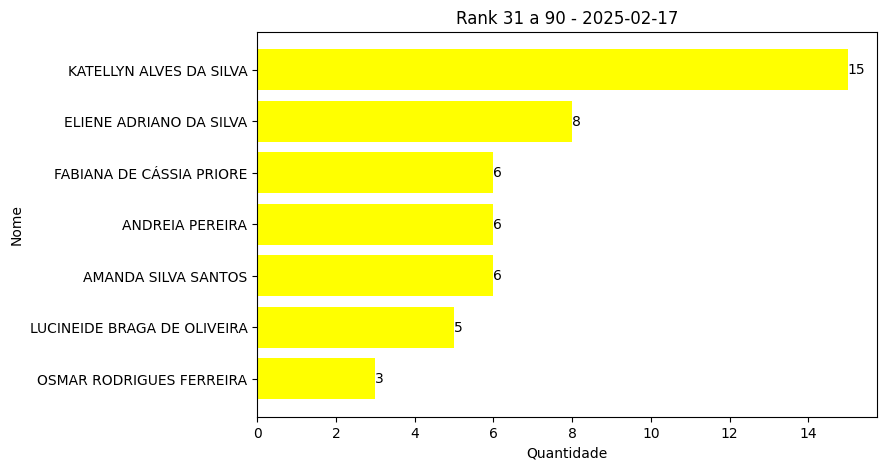 Rank 31 a 90 - 2025-02-17
Nome
KATELLYN ALVES DA SILVA 15
ELIENE ADRIANO DA SILVA 8
FABIANA DE CÁSSIA PRIORE 6
ANDREIA PEREIRA 6
AMANDA SILVA SANTOS 6
LUCINEIDE BRAGA DE OLIVEIRA 5
OSMAR RODRIGUES FERREIRA 3
0 2 4 6 8 10 12 14
Quantidade